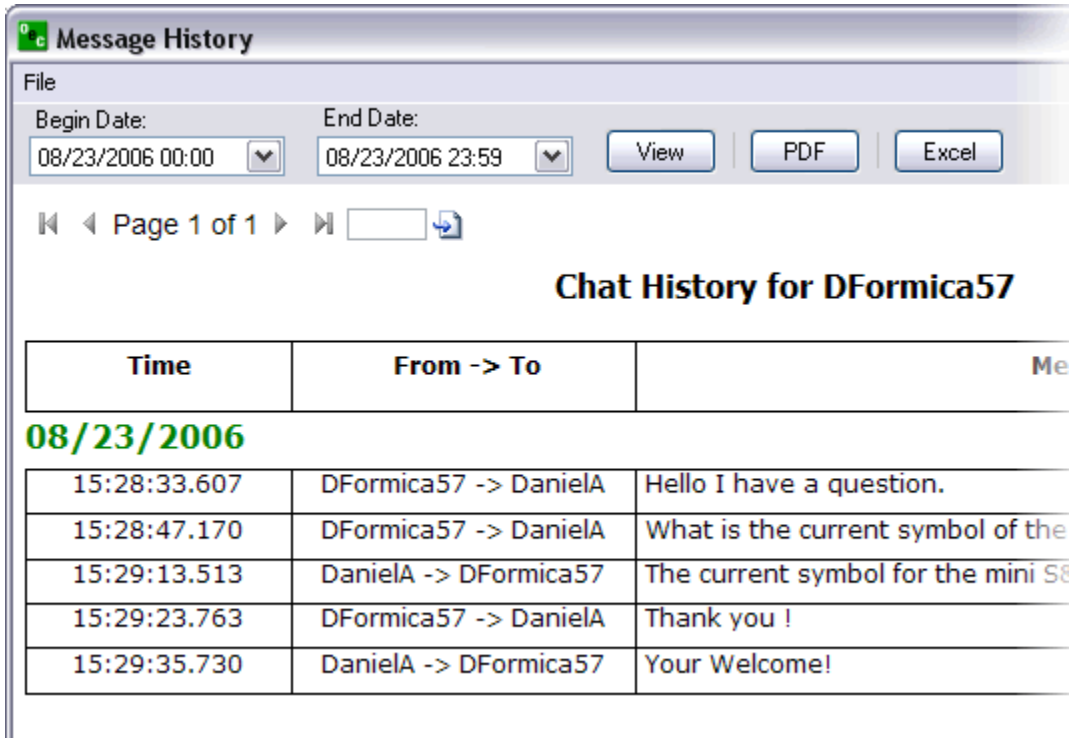 Oec Message History
File
Begin Date: End Date:
08/23/2006 00:00 08/23/2006 23:59 View PDF Excel
Page 1 of 1
Chat History for DFormica57
Time From -> To
08/23/2006
15:28:33.607 DFormica57 -> DanielA Hello I have a question.
15:28:47.170 DFormica57 -> DanielA What is the current symbol of the
15:29:13.513 DanielA -> DFormica57 The current symbol for the mini
15:29:23.763 DFormica57 -> DanielA Thank you !
15:29:35.730 DanielA -> DFormica57 Your Welcome!